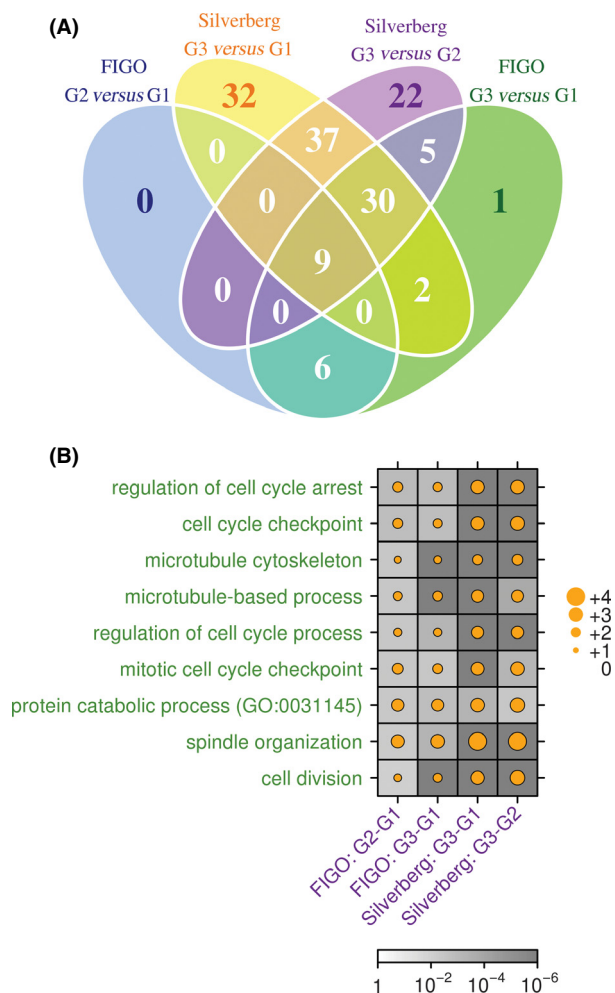 (A)
Silverberg
G3 versus G1
Silverberg
G3 versus G2
FIGO
G2 versus G1
FIGO
G3 versus G1
32
22
0
37
5
0
0
30
1
9
0
0
0
2
6
(B)
regulation of cell cycle arrest
cell cycle checkpoint
microtubule cytoskeleton
microtubule-based process
regulation of cell cycle process
mitotic cell cycle checkpoint
protein catabolic process (GO:0031145)
spindle organization
cell division
+4
+3
+2
+1
0
FIGO: G2-G1
FIGO: G3-G1
Silverberg: G3-G1
Silverberg: G3-G2
1 10⁻² 10⁻⁴ 10⁻⁶